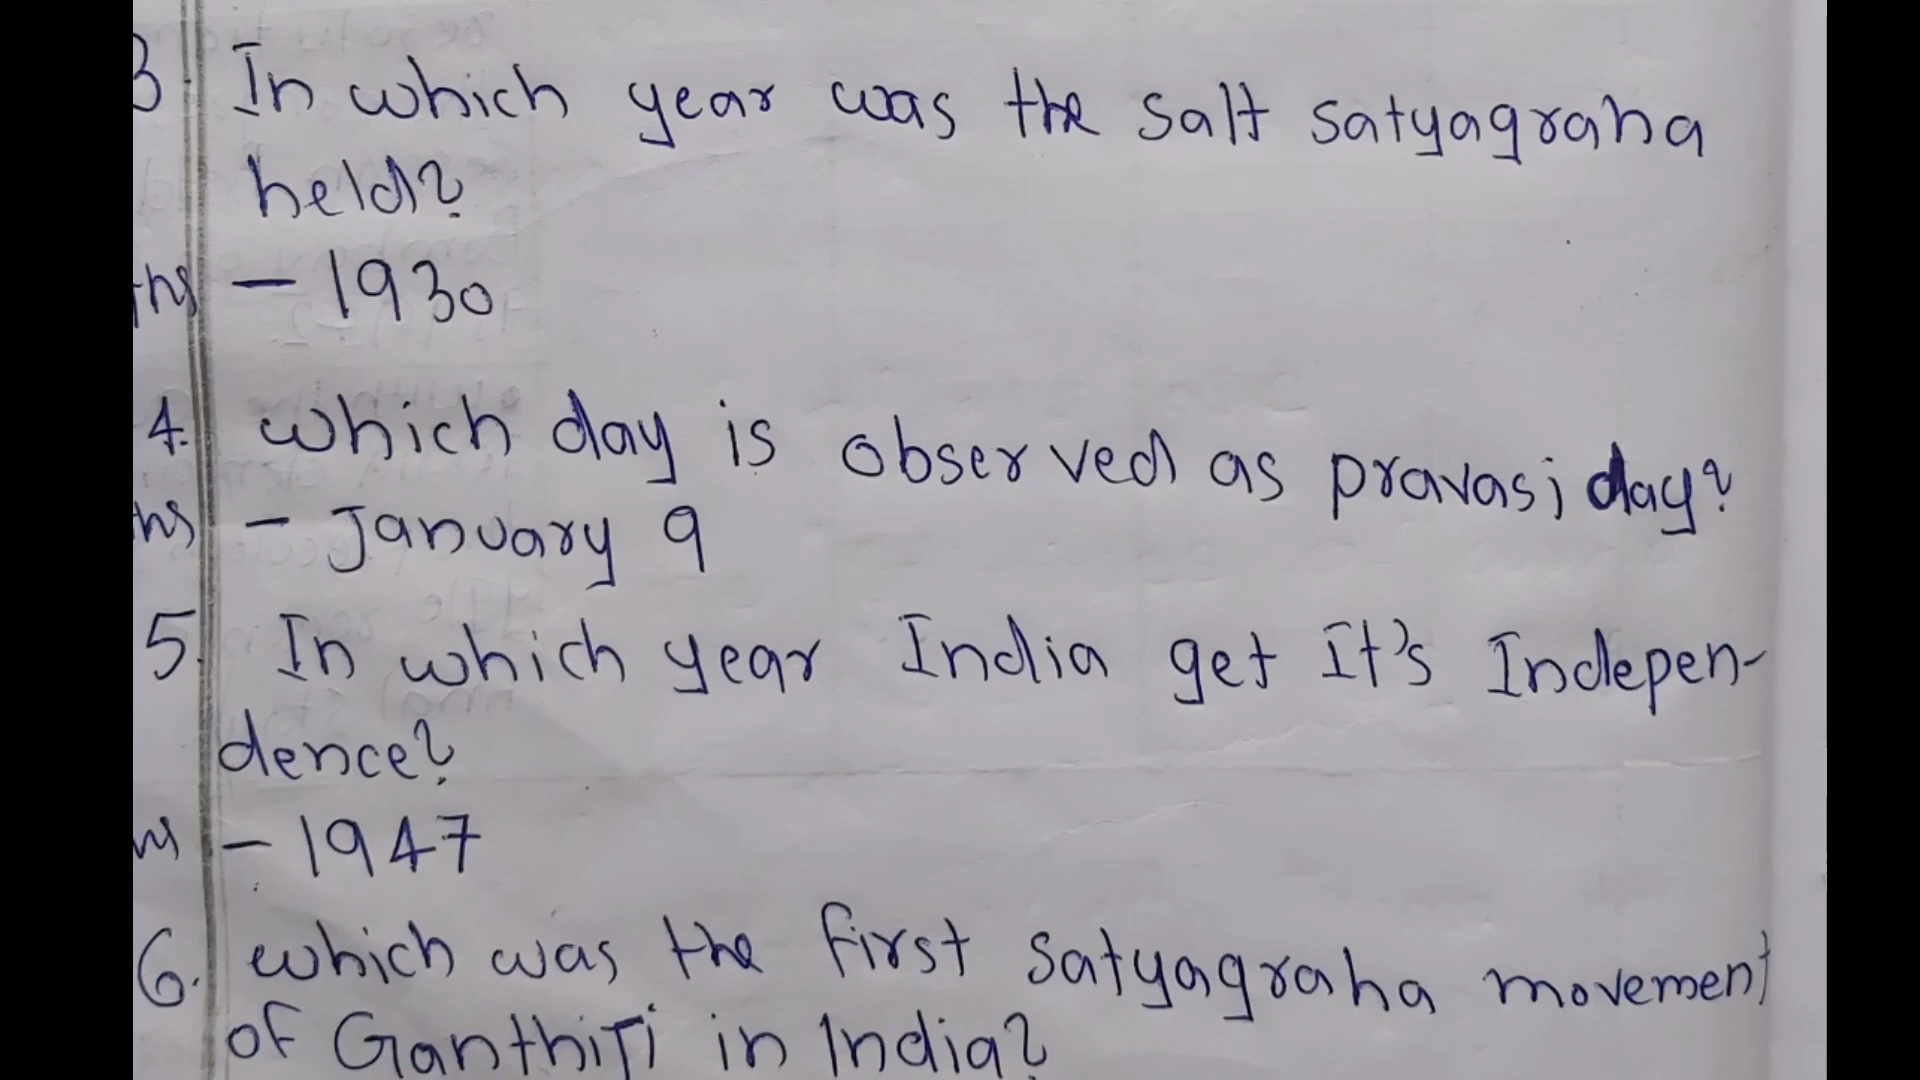 3. In which year was the salt satyagraha
held?
Ans - 1930
4. which day is observed as pravasi day?
Ans - January 9
5. In which year India get It's Indepen-
dence?
Ans - 1947
6. which was the first satyagraha movement
of Ganthiji in India?